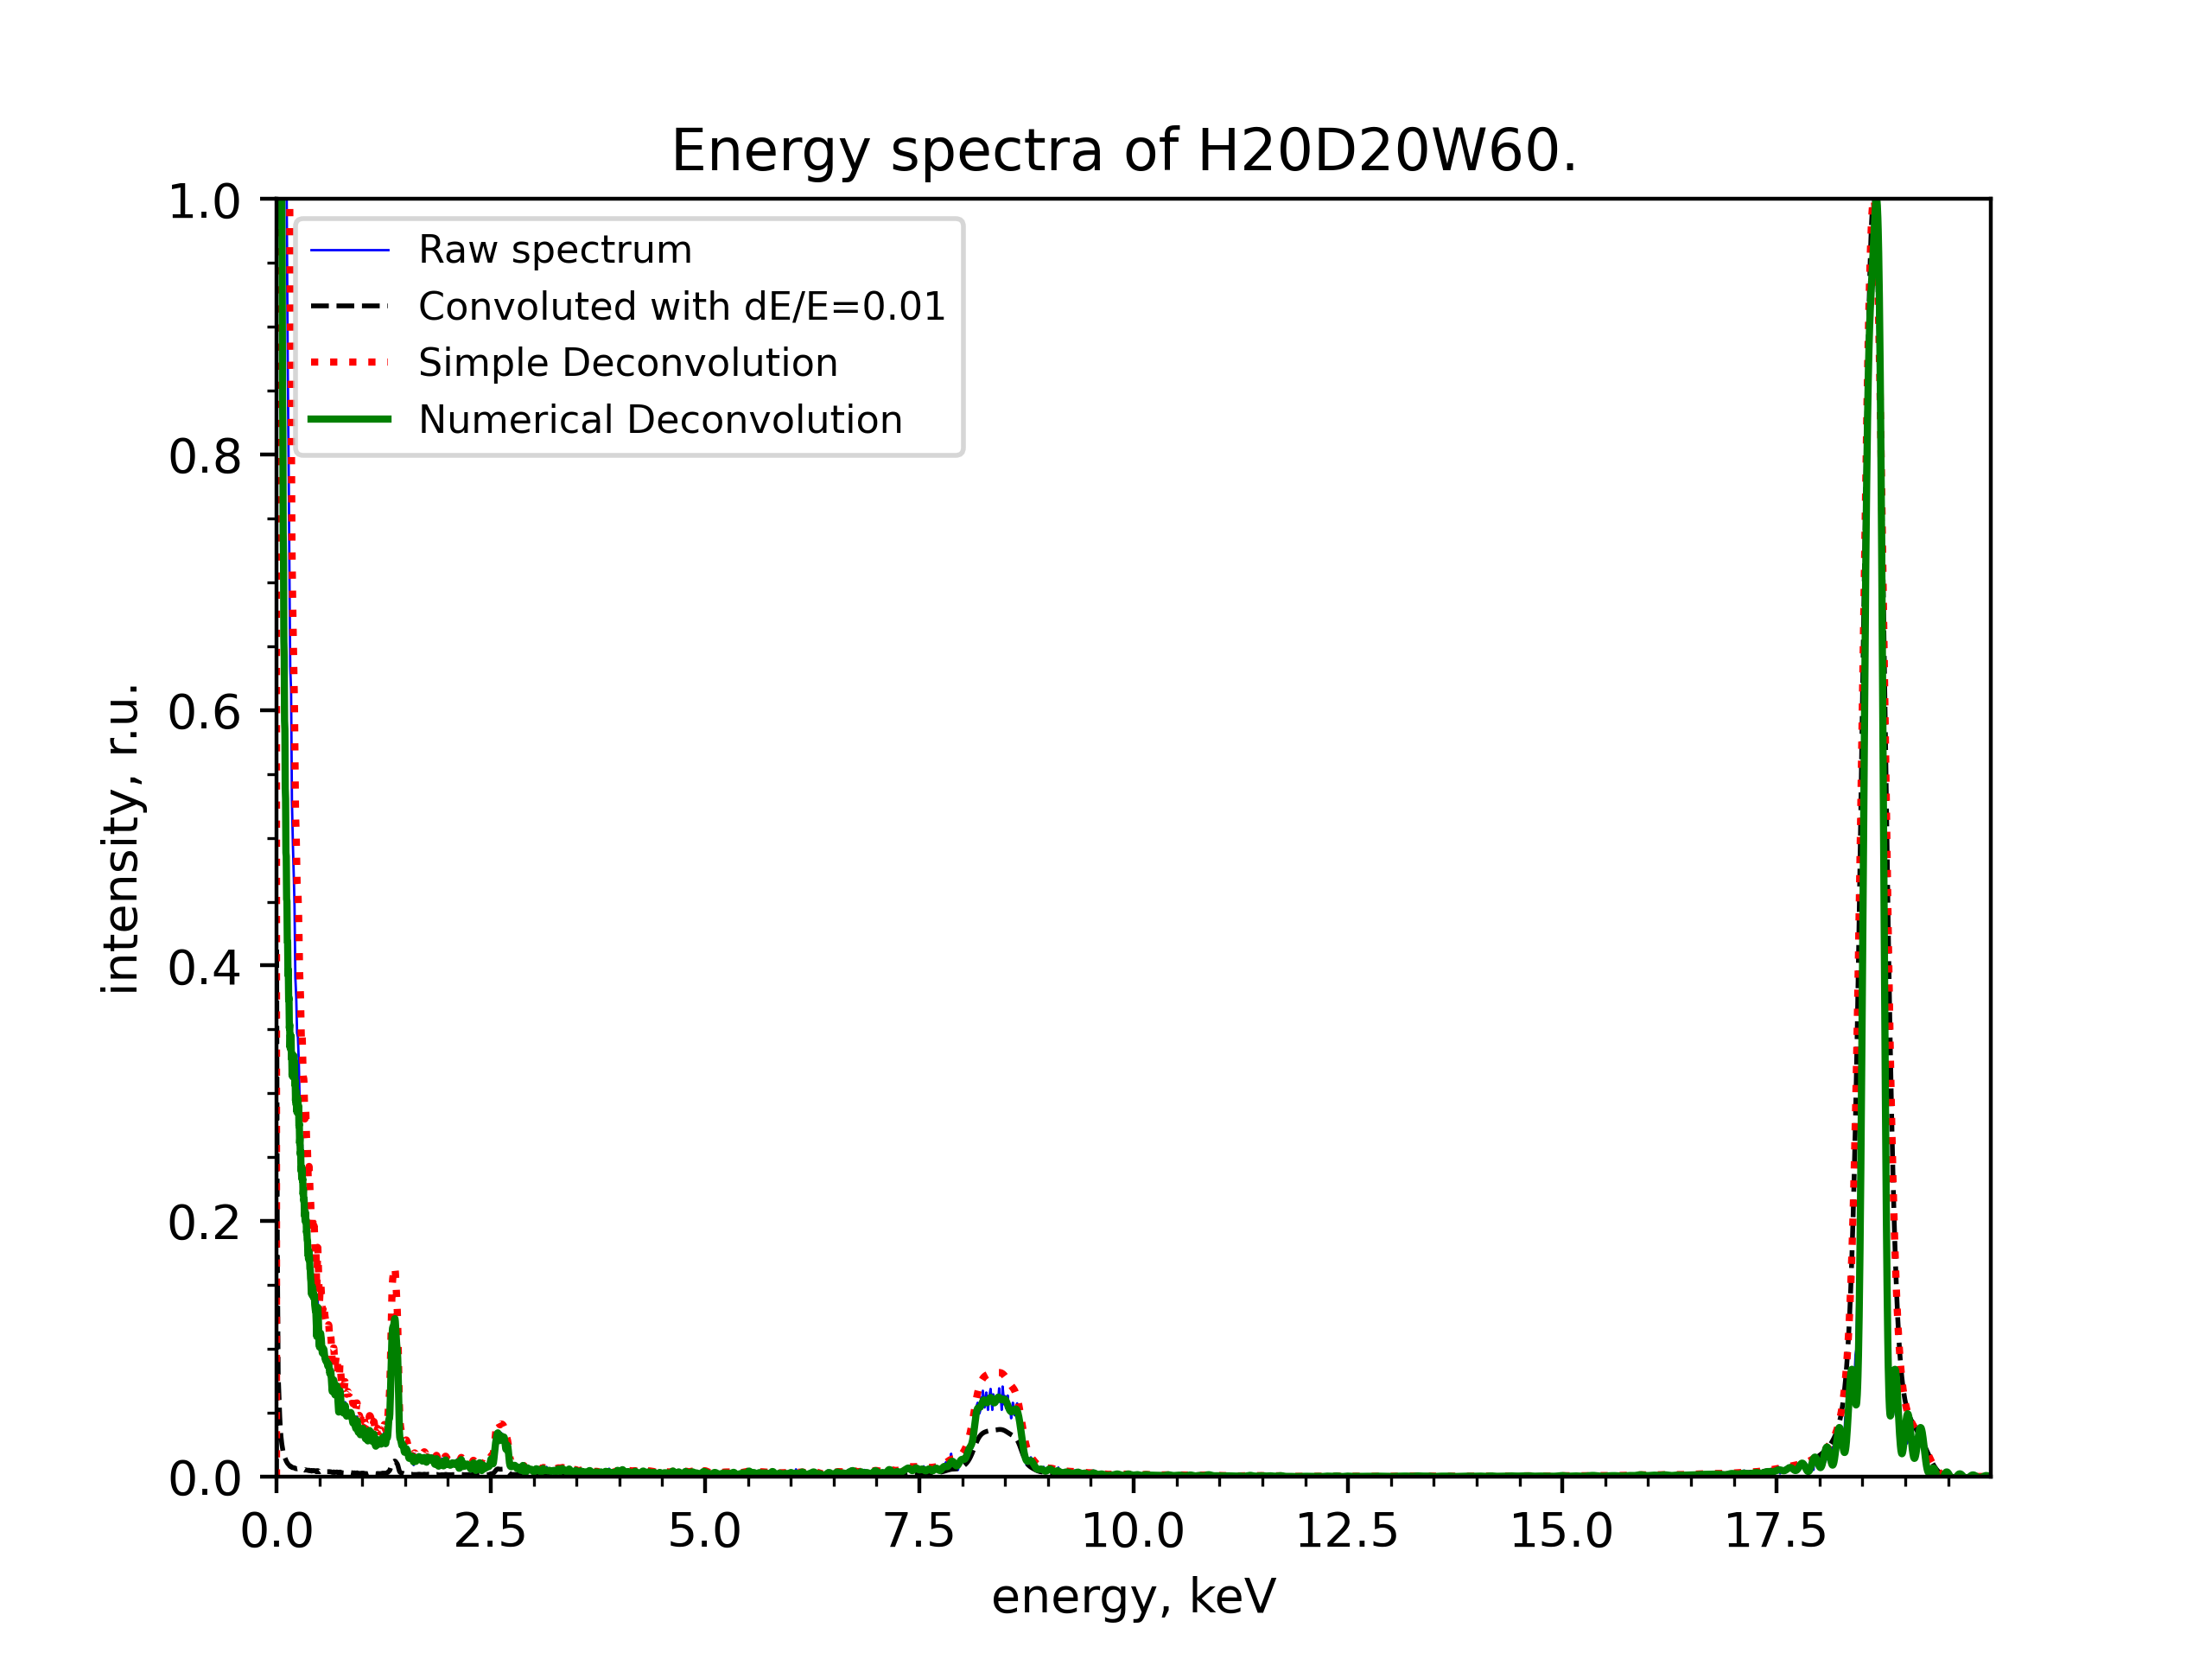 Energy spectra of H20D20W60.
1.0
0.8
0.6
0.4
0.2
0.0
intensity, r.u.
Raw spectrum
Convoluted with dE/E=0.01
Simple Deconvolution
Numerical Deconvolution
0.0 2.5 5.0 7.5 10.0 12.5 15.0 17.5
energy, keV